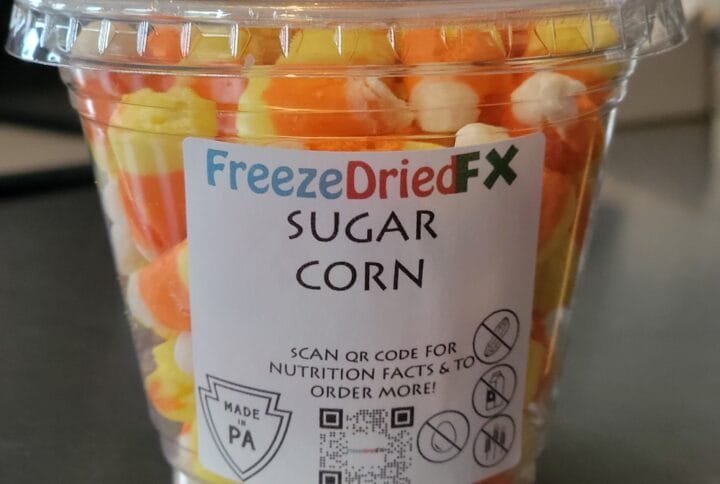 FreezeDriedFX
SUGAR
CORN
SCAN QR CODE FOR
NUTRITION FACTS & TO
ORDER MORE!
MADE
IN
PA